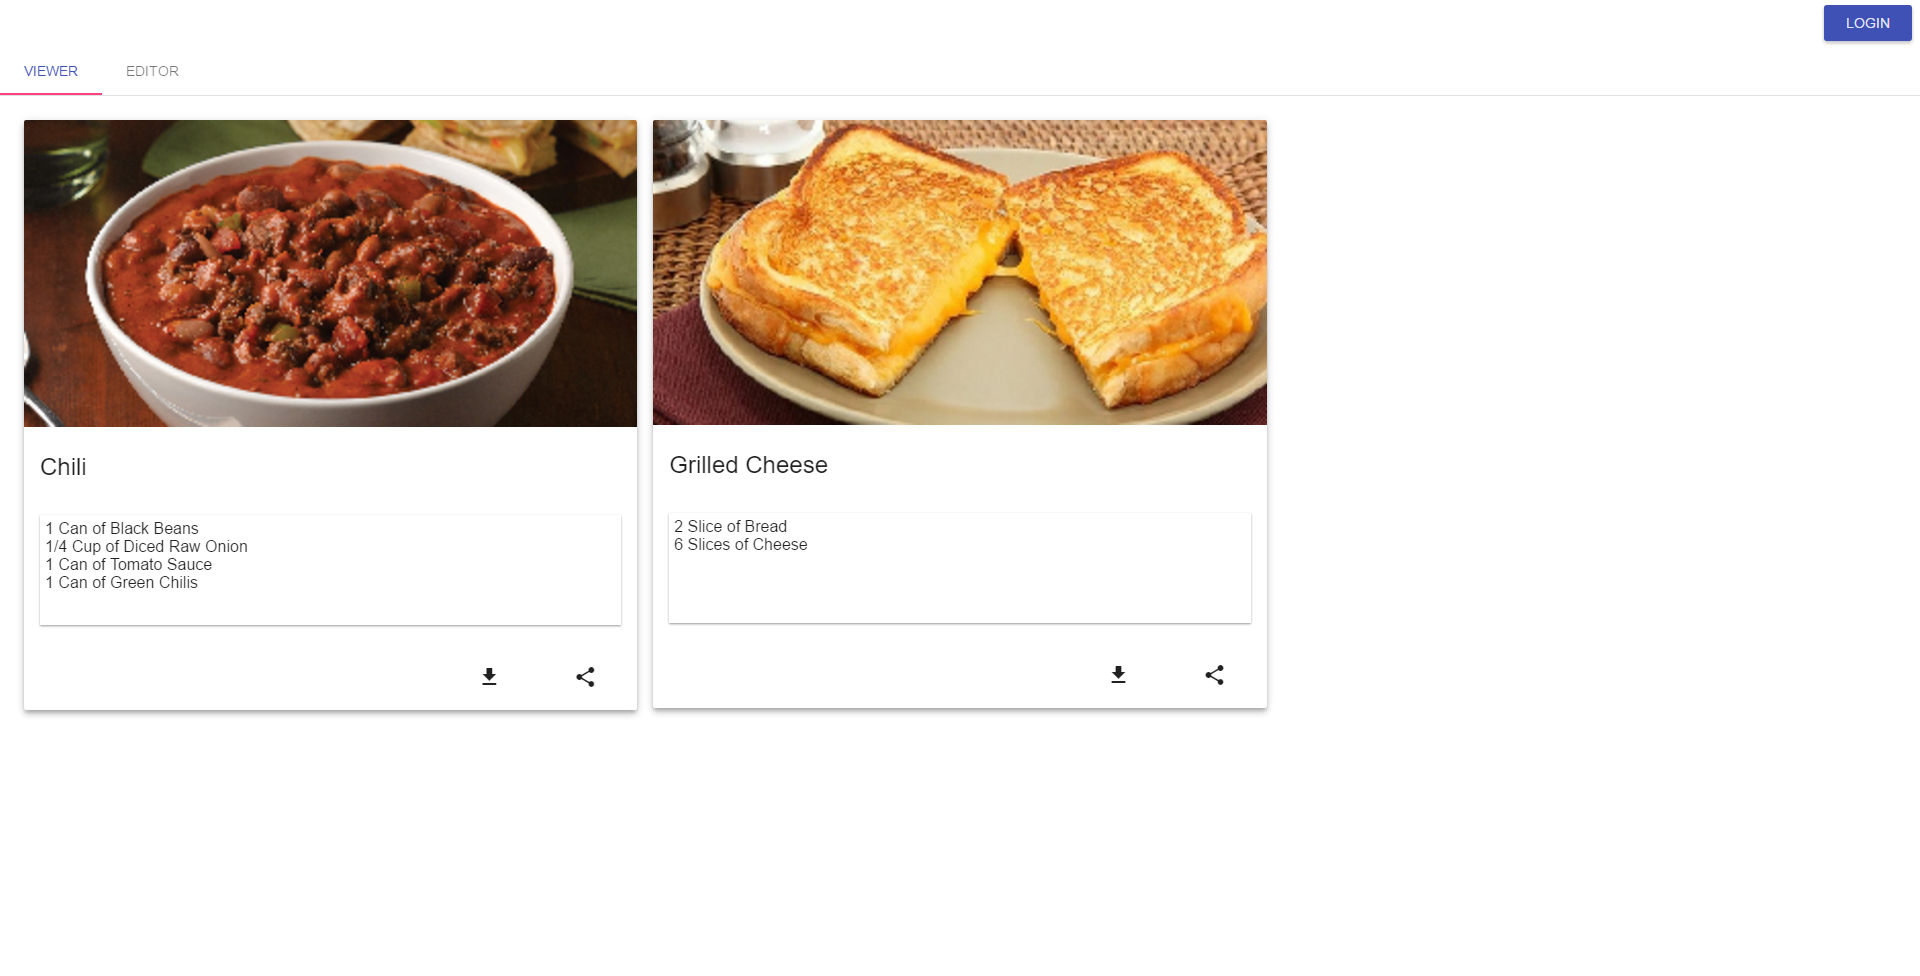 LOGIN
VIEWER
EDITOR
Chili
1 Can of Black Beans
1/4 Cup of Diced Raw Onion
1 Can of Tomato Sauce
1 Can of Green Chilis
Grilled Cheese
2 Slice of Bread
6 Slices of Cheese